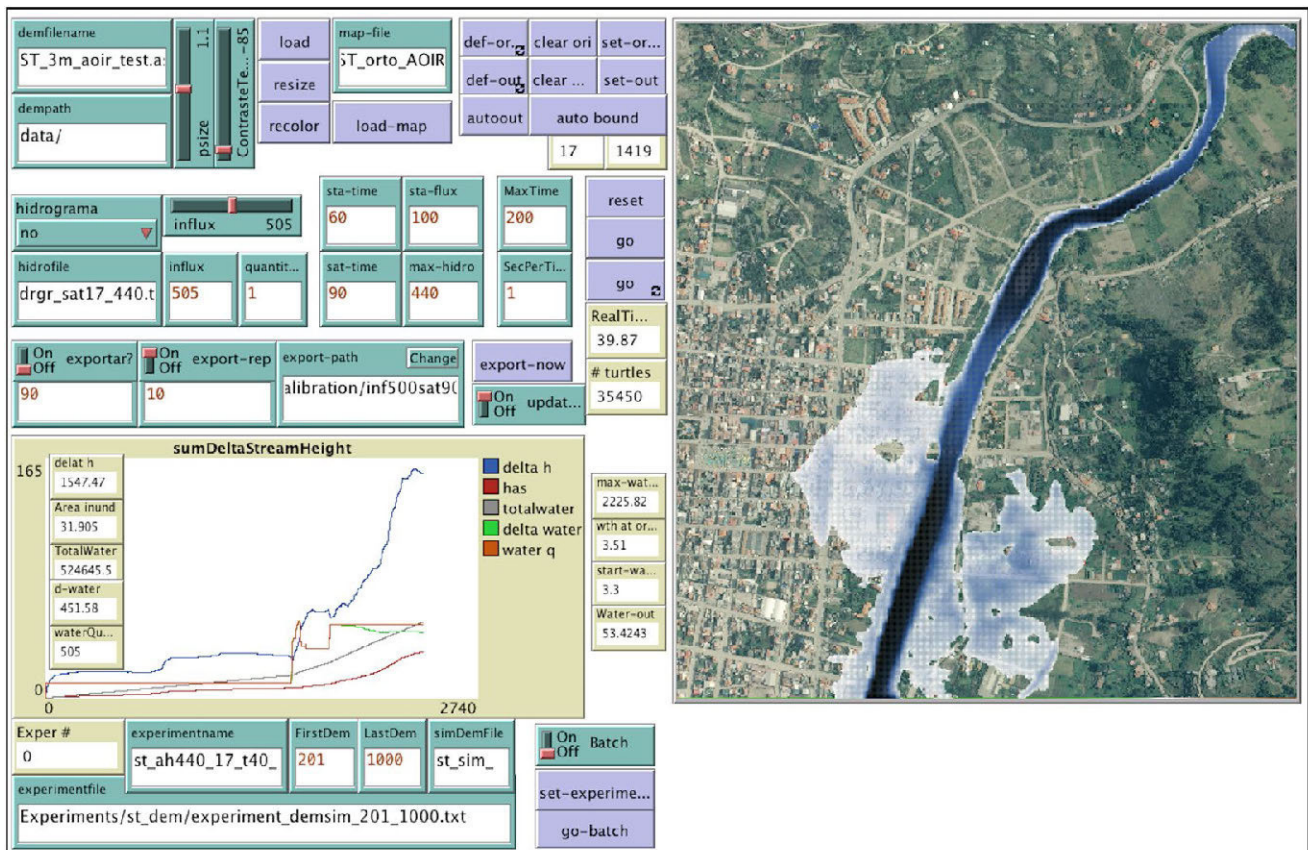 demfilename
ST_3m_aoir_test.a
dempath
data/
psize
1.1
ContrasteTe... -85
load
resize
recolor
map-file
ST_orto_AOIR
load-map
def-or... clear ori set-or...
def-out clear ... set-out
autoout auto bound
17 1419
hidrograma
no
influx 505
hidrofile
drgr_sat17_440.t
influx
505
quantit...
1
sta-time
60
sta-flux
100
sat-time
90
max-hidro
440
MaxTime
200
SecPerTi...
1
reset
go
go
RealTi...
39.87
# turtles
35450
On
Off
exportar?
90
On
Off
export-rep
10
export-path Change
alibration/inf500sat90
export-now
On
Off
updat...
sumDeltaStreamHeight
165
0
0 2740
delat h
1547.47
Area inund
31.905
TotalWater
524645.5
d-water
451.58
waterQu...
505
delta h
has
totalwater
delta water
water q
max-wat...
2225.82
wth at or...
3.51
start-wa...
3.3
Water-out
53.4243
Exper #
0
experimentname
st_ah440_17_t40_
FirstDem
201
LastDem
1000
simDemFile
st_sim_
On
Off
Batch
experimentfile
Experiments/st_dem/experiment_demsim_201_1000.txt
set-experime...
go-batch